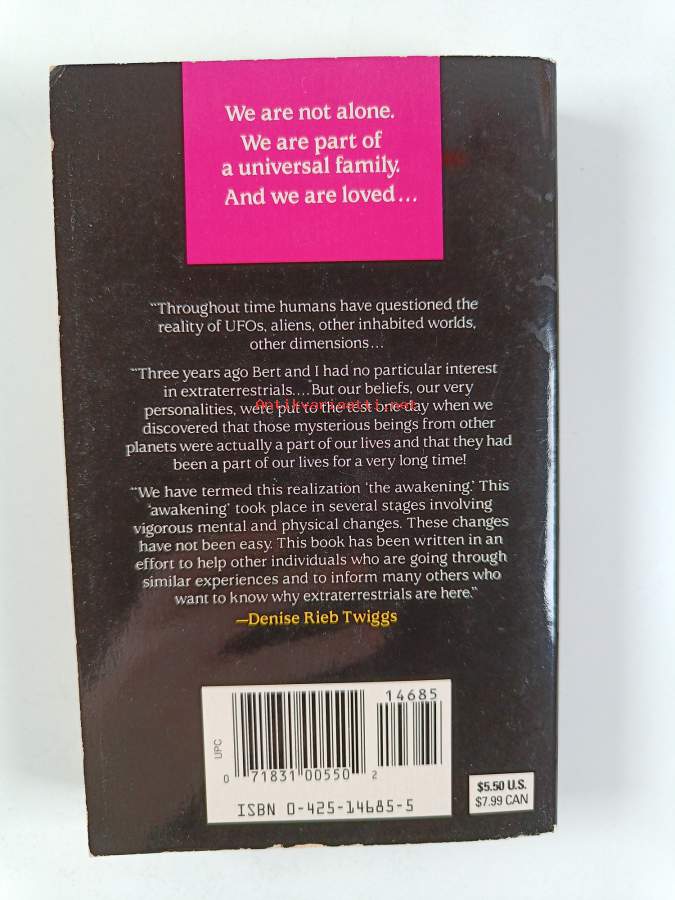 We are not alone.
We are part of
a universal family.
And we are loved...
"Throughout time humans have questioned the
reality of UFOs, aliens, other inhabited worlds,
other dimensions...
"Three years ago Bert and I had no particular interest
in extraterrestrials....But our beliefs, our very
personalities, were put to the test one day when we
Antikvariaatti.net
discovered that those mysterious beings from other
planets were actually a part of our lives and that they had
been a part of our lives for a very long time!
"We have termed this realization 'the awakening.' This
'awakening' took place in several stages involving
vigorous mental and physical changes. These changes
have not been easy. This book has been written in an
effort to help other individuals who are going through
similar experiences and to inform many others who
want to know why extraterrestrials are here."
—Denise Rieb Twiggs
14685
UPC
0 71831 00550 2
ISBN 0-425-14685-5
$5.50 U.S.
$7.99 CAN